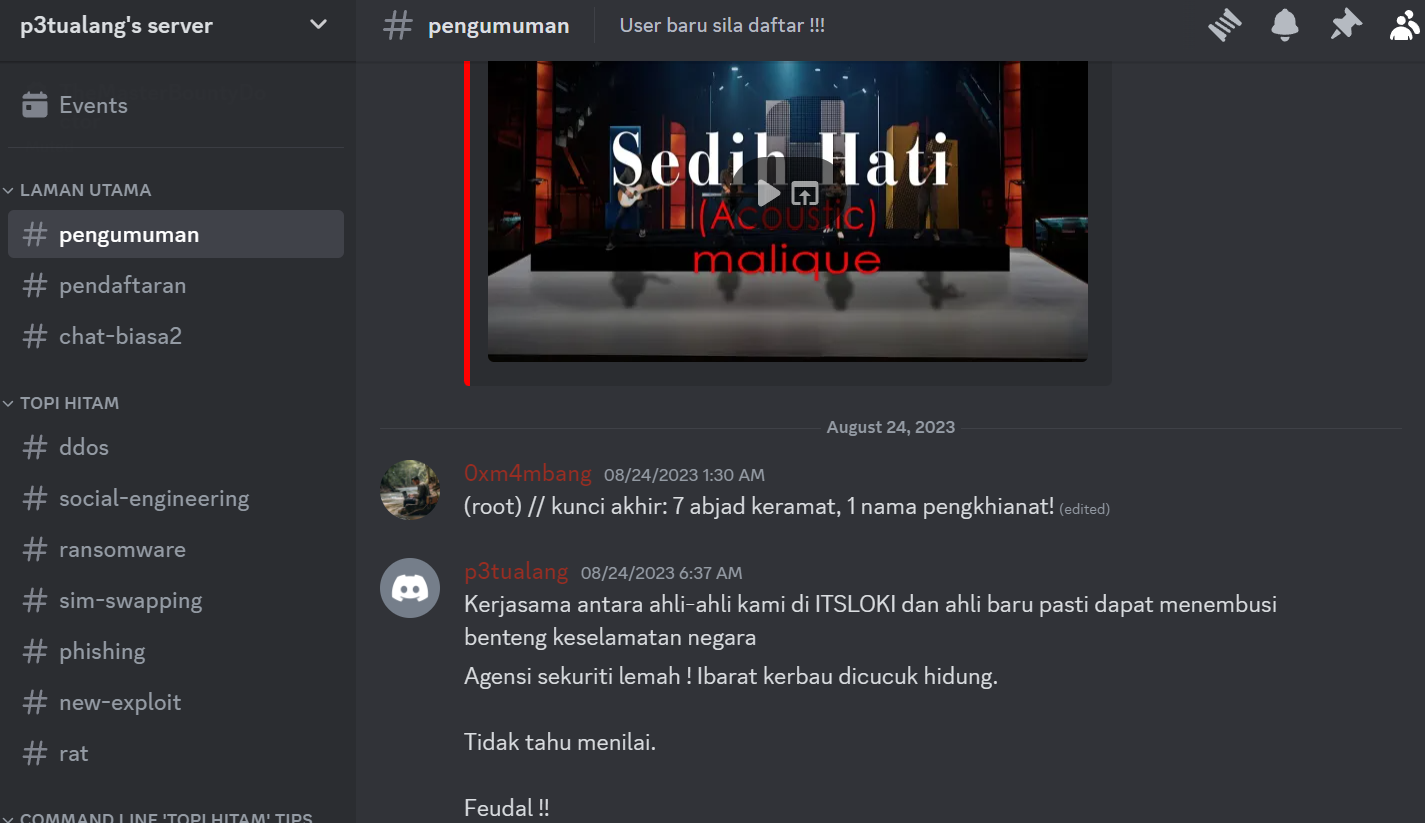 p3tualang's server
pengumuman
User baru sila daftar !!!
Events
LAMAN UTAMA
pengumuman
pendaftaran
chat-biasa2
TOPI HITAM
ddos
social-engineering
ransomware
sim-swapping
phishing
new-exploit
rat
COMMAND LINE 'TOPI HITAM' TIPS
Sedih Hati
(Acoustic)
malique
August 24, 2023
0xm4mbang 08/24/2023 1:30 AM
(root) // kunci akhir: 7 abjad keramat, 1 nama pengkhianat! (edited)
p3tualang 08/24/2023 6:37 AM
Kerjasama antara ahli-ahli kami di ITSLOKI dan ahli baru pasti dapat menembusi
benteng keselamatan negara
Agensi sekuriti lemah ! Ibarat kerbau dicucuk hidung.
Tidak tahu menilai.
Feudal !!